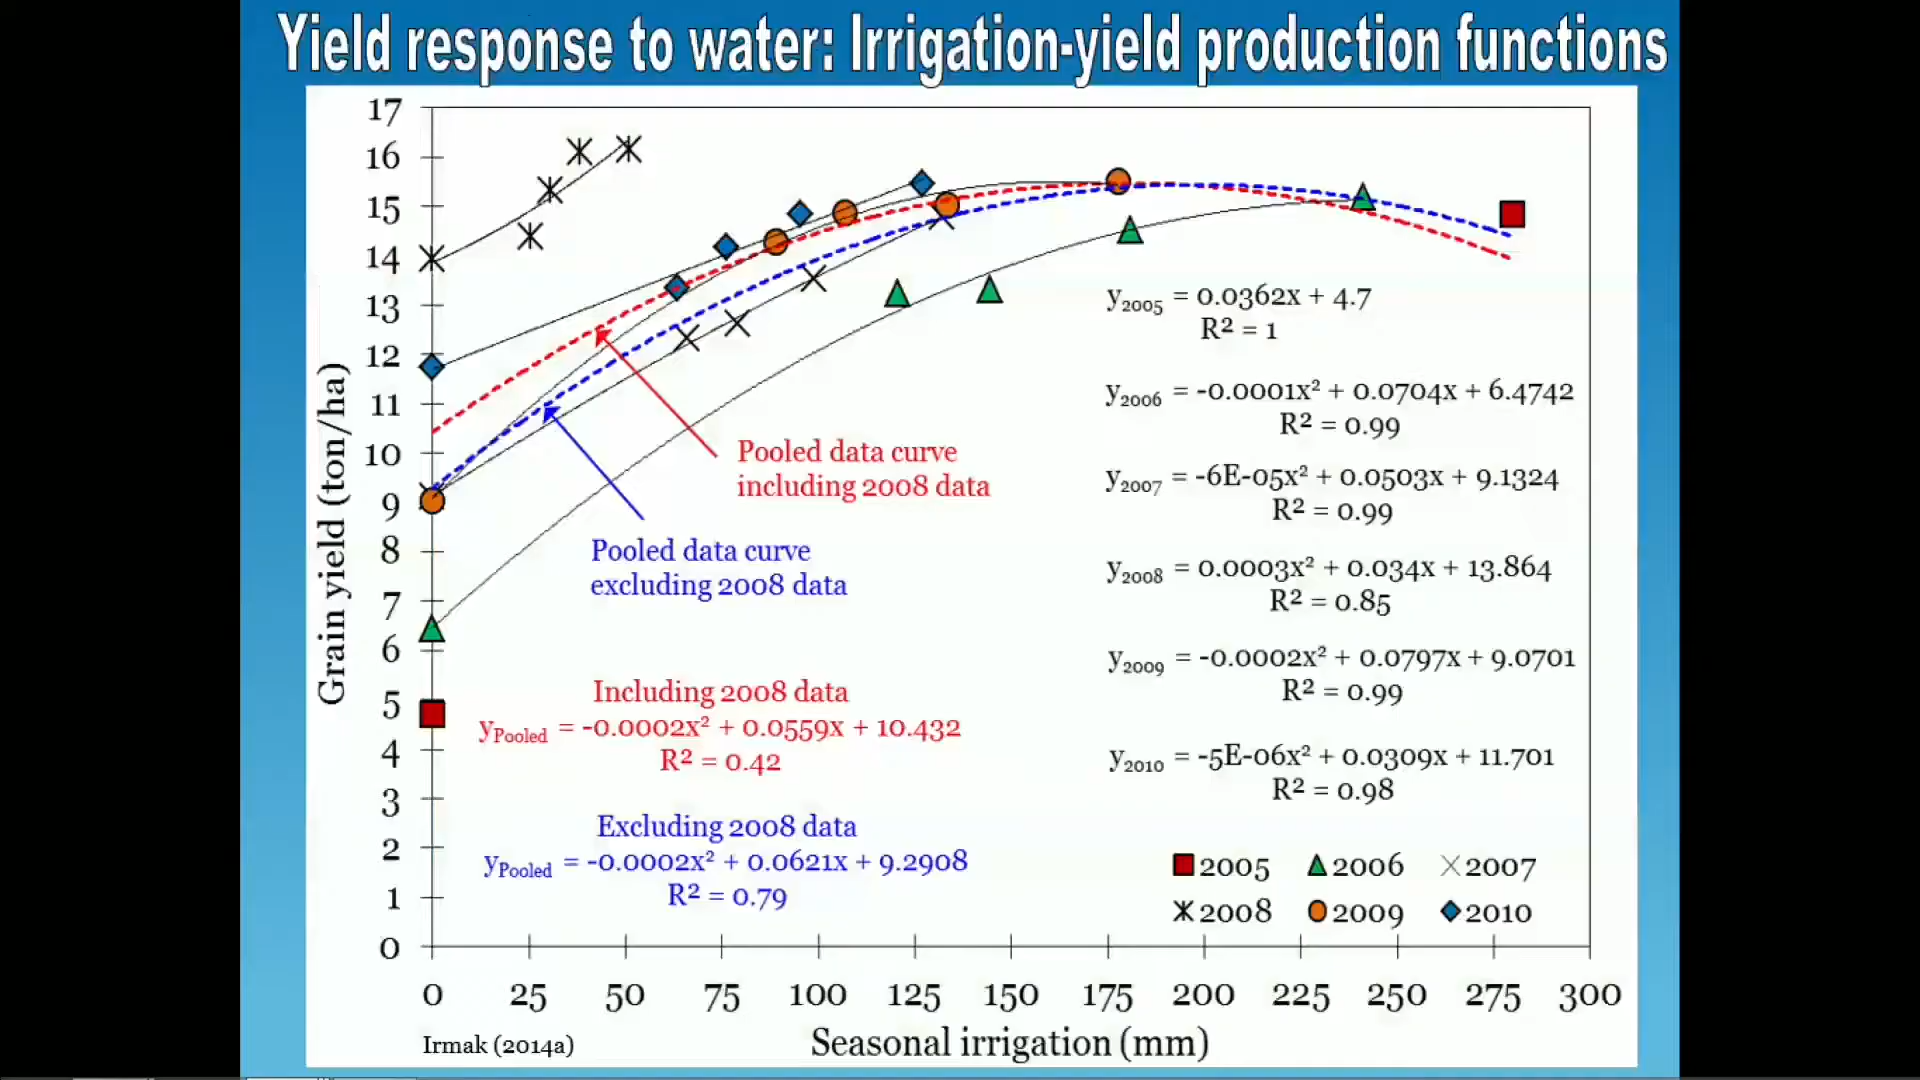 Yield response to water: Irrigation-yield production functions
17
16
15
14
13
12
11
10
9
8
7
6
5
4
3
2
1
0
Grain yield (ton/ha)
Pooled data curve
including 2008 data
Pooled data curve
excluding 2008 data
Including 2008 data
yPooled = -0.0002x² + 0.0559x + 10.432
R² = 0.42
Excluding 2008 data
yPooled = -0.0002x² + 0.0621x + 9.2908
R² = 0.79
y2005 = 0.0362x + 4.7
R² = 1
y2006 = -0.0001x² + 0.0704x + 6.4742
R² = 0.99
y2007 = -6E-05x² + 0.0503x + 9.1324
R² = 0.99
y2008 = 0.0003x² + 0.034x + 13.864
R² = 0.85
y2009 = -0.0002x² + 0.0797x + 9.0701
R² = 0.99
y2010 = -5E-06x² + 0.0309x + 11.701
R² = 0.98
2005 2006 2007
2008 2009 2010
0 25 50 75 100 125 150 175 200 225 250 275 300
Irmak (2014a)
Seasonal irrigation (mm)